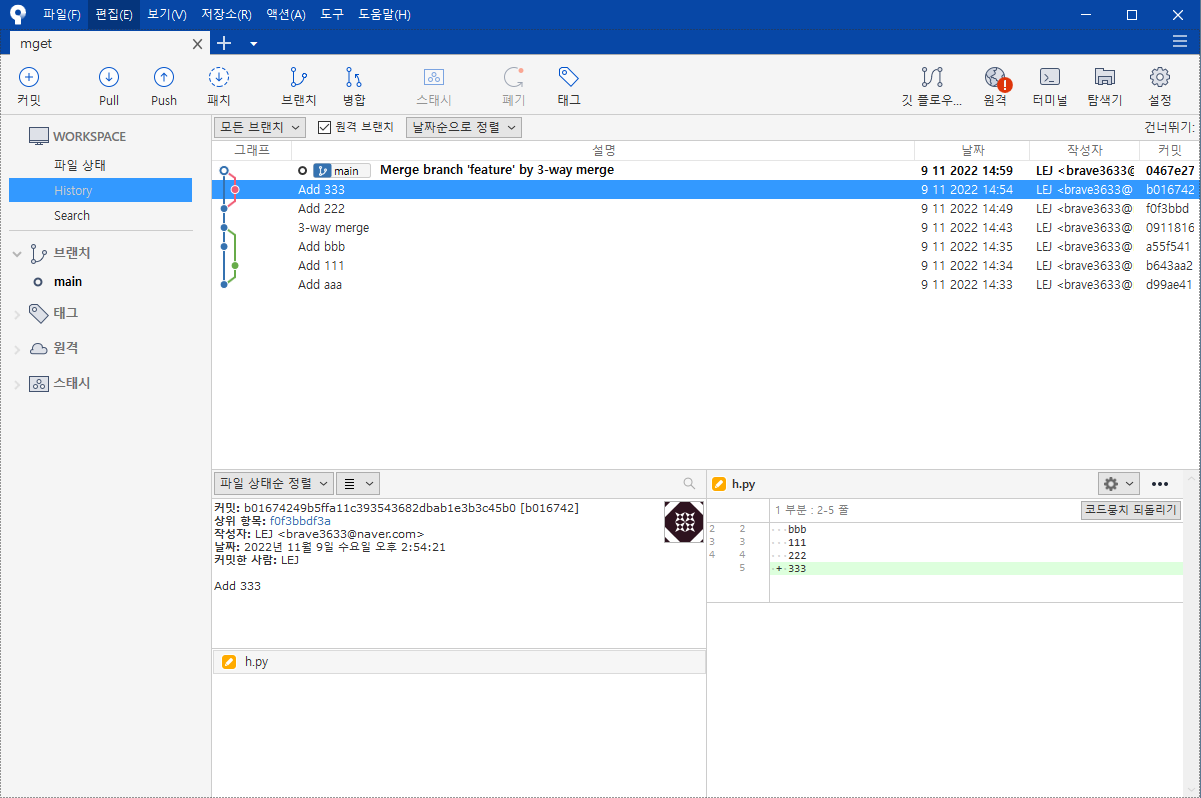 파일(F) 편집(E) 보기(V) 저장소(R) 액션(A) 도구 도움말(H)
mget
커밋 Pull Push 패치 브랜치 병합 스태시 폐기 태그 깃 플로우... 원격 터미널 탐색기 설정
WORKSPACE
파일 상태
History
Search
브랜치
main
태그
원격
스태시
모든 브랜치 원격 브랜치 날짜순으로 정렬 건너뛰기:
그래프 설명 날짜 작성자 커밋
main Merge branch 'feature' by 3-way merge 9 11 2022 14:59 LEJ <brave3633@ 0467e27
Add 333 9 11 2022 14:54 LEJ <brave3633@ b016742
Add 222 9 11 2022 14:49 LEJ <brave3633@ f0f3bbd
3-way merge 9 11 2022 14:43 LEJ <brave3633@ 0911816
Add bbb 9 11 2022 14:35 LEJ <brave3633@ a55f541
Add 111 9 11 2022 14:34 LEJ <brave3633@ b643aa2
Add aaa 9 11 2022 14:33 LEJ <brave3633@ d99ae41
파일 상태순 정렬
커밋: b01674249b5ffa11c393543682dbab1e3b3c45b0 [b016742]
상위 항목: f0f3bbdf3a
작성자: LEJ <brave3633@naver.com>
날짜: 2022년 11월 9일 수요일 오후 2:54:21
커밋한 사람: LEJ
Add 333
h.py
h.py
1 부분 : 2-5 줄 코드뭉치 되돌리기
2 2 bbb
3 3 111
4 4 222
5 + 333